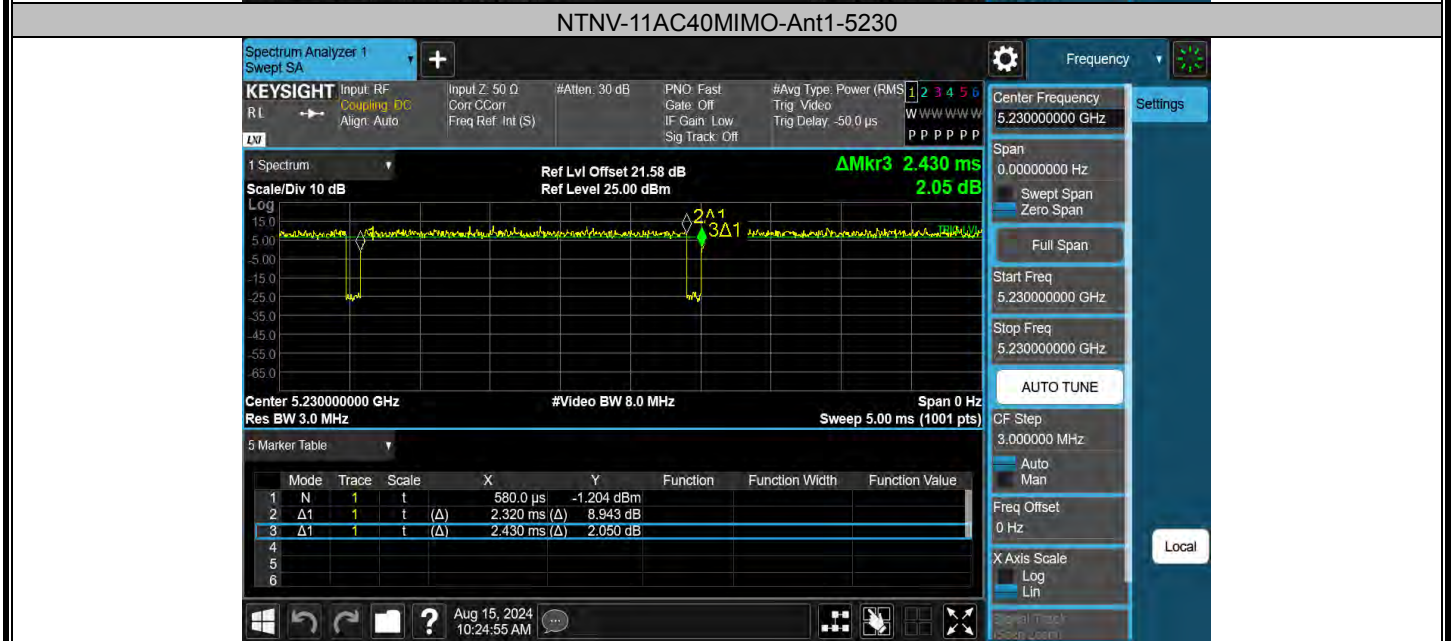 NTNV-11AC40MIMO-Ant1-5230
Spectrum Analyzer 1
Swept SA
+
Frequency
KEYSIGHT
RL
LXI
Input: RF
Coupling: DC
Align: Auto
Input Z: 50 Ω
Corr CCorr
Freq Ref: Int (S)
#Atten: 30 dB
PNO: Fast
Gate: Off
IF Gain: Low
Sig Track: Off
#Avg Type: Power (RMS
Trig: Video
Trig Delay: -50.0 µs
1 2 3 4 5 6
W W W W W W
P P P P P P
1 Spectrum
Scale/Div 10 dB
Log
Ref Lvl Offset 21.58 dB
Ref Level 25.00 dBm
ΔMkr3 2.430 ms
2.05 dB
15.0
5.00
-5.00
-15.0
-25.0
-35.0
-45.0
-55.0
-65.0
2Δ1
3Δ1
TRIG LVL
Center 5.230000000 GHz
Res BW 3.0 MHz
#Video BW 8.0 MHz
Span 0 Hz
Sweep 5.00 ms (1001 pts)
5 Marker Table
Mode Trace Scale X Y Function Function Width Function Value
1 N 1 t 580.0 µs -1.204 dBm
2 Δ1 1 t (Δ) 2.320 ms (Δ) 8.943 dB
3 Δ1 1 t (Δ) 2.430 ms (Δ) 2.050 dB
4
5
6
?
Aug 15, 2024
10:24:55 AM
Center Frequency
5.230000000 GHz
Settings
Span
0.00000000 Hz
Swept Span
Zero Span
Full Span
Start Freq
5.230000000 GHz
Stop Freq
5.230000000 GHz
AUTO TUNE
CF Step
3.000000 MHz
Auto
Man
Freq Offset
0 Hz
X Axis Scale
Log
Lin
Signal Track
(Span Zoom)
Local